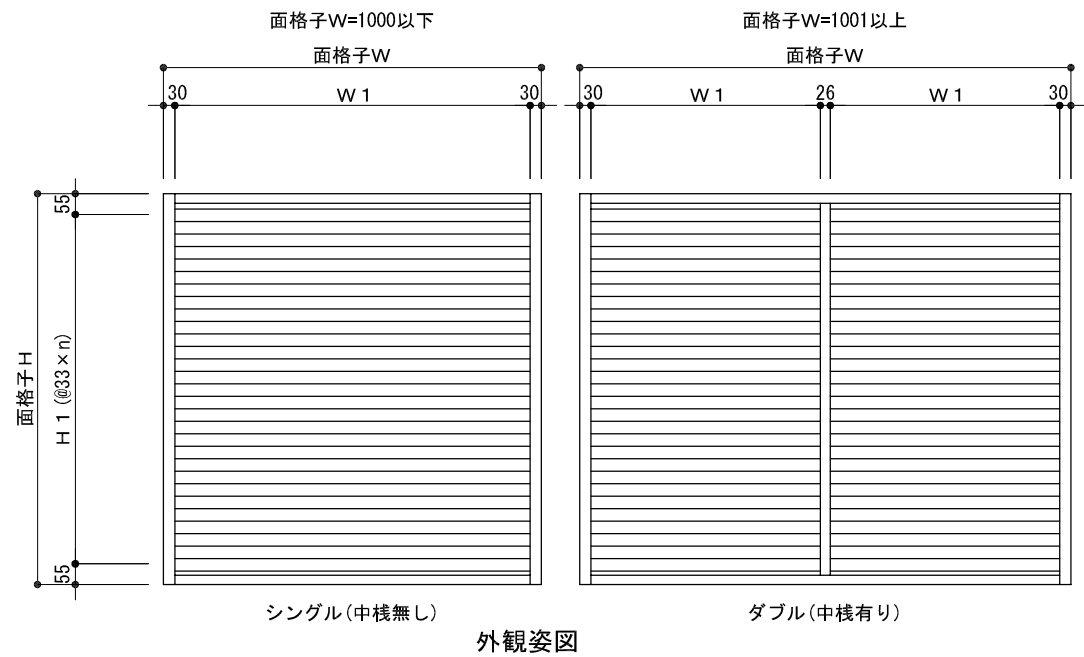 面格子W=1000以下
面格子W=1001以上
面格子W
面格子W
30
W1
30
30
W1
26
W1
30
55
面格子H
H1(@33×n)
55
シングル(中桟無し)
ダブル(中桟有り)
外観姿図